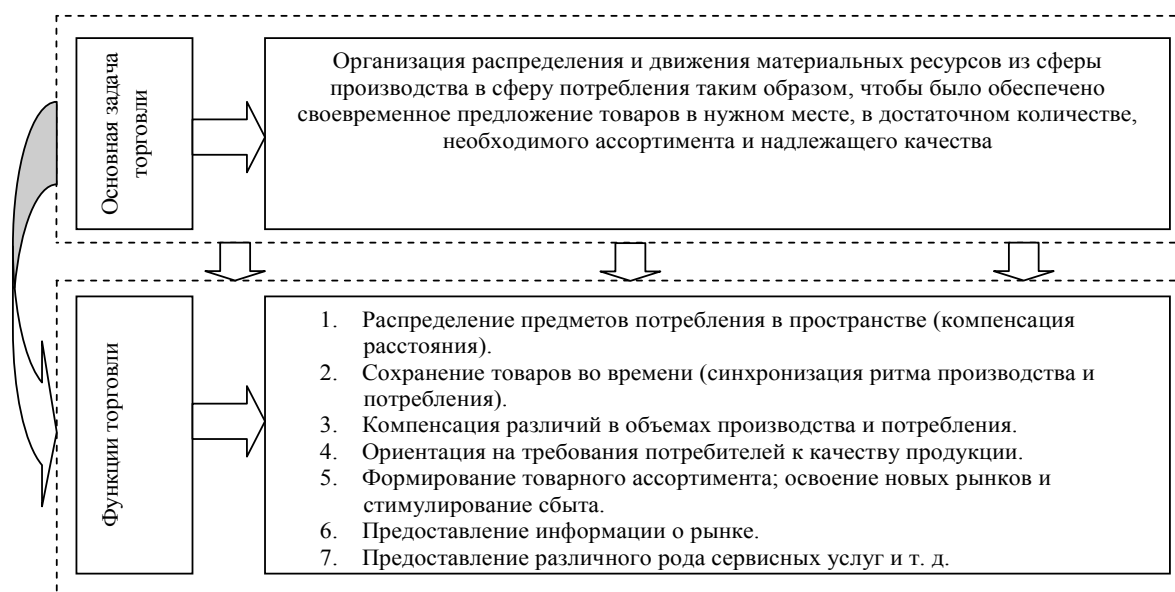 Основная задача
торговли
Организация распределения и движения материальных ресурсов из сферы
производства в сферу потребления таким образом, чтобы было обеспечено
своевременное предложение товаров в нужном месте, в достаточном количестве,
необходимого ассортимента и надлежащего качества
Функции торговли
1. Распределение предметов потребления в пространстве (компенсация
расстояния).
2. Сохранение товаров во времени (синхронизация ритма производства и
потребления).
3. Компенсация различий в объемах производства и потребления.
4. Ориентация на требования потребителей к качеству продукции.
5. Формирование товарного ассортимента; освоение новых рынков и
стимулирование сбыта.
6. Предоставление информации о рынке.
7. Предоставление различного рода сервисных услуг и т. д.